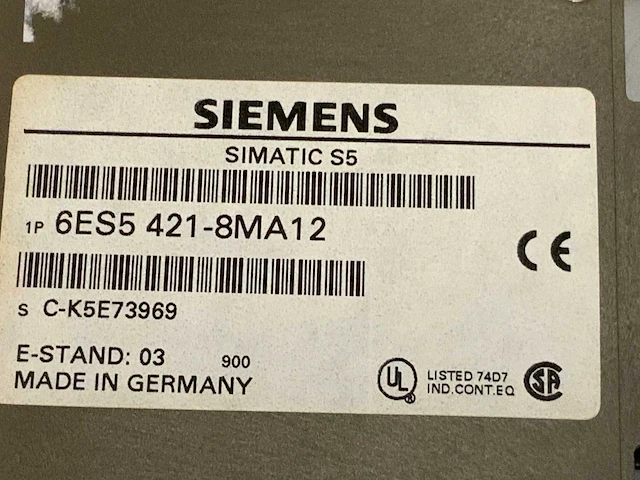 SIEMENS
SIMATIC S5
1P 6ES5 421-8MA12
CE
S C-K5E73969
E-STAND: 03 900
MADE IN GERMANY
UL ® LISTED 74D7
IND.CONT.EQ
SA